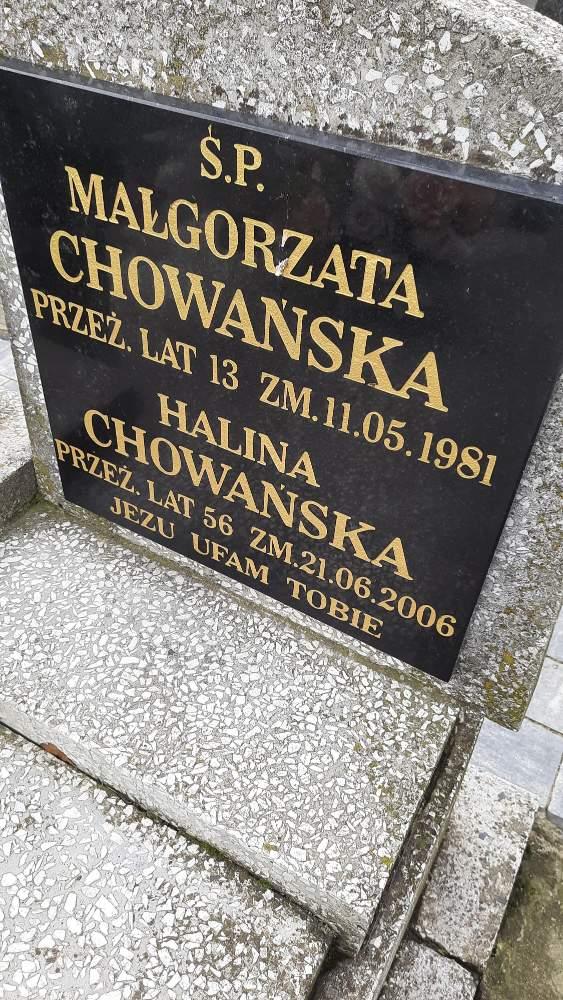 Ś.P.
MAŁGORZATA
CHOWAŃSKA
PRZEŻ. LAT 13 ZM.11.05.1981
HALINA
CHOWAŃSKA
PRZEŻ. LAT 56 ZM.21.06.2006
JEZU UFAM TOBIE